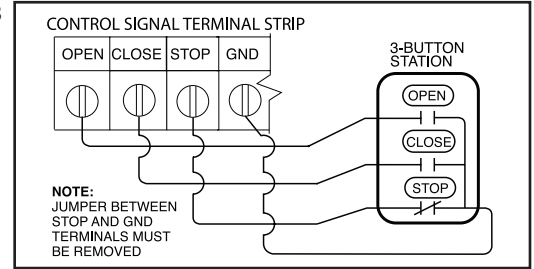 3
CONTROL SIGNAL TERMINAL STRIP
OPEN CLOSE STOP GND
3-BUTTON
STATION
OPEN
CLOSE
STOP
NOTE:
JUMPER BETWEEN
STOP AND GND
TERMINALS MUST
BE REMOVED